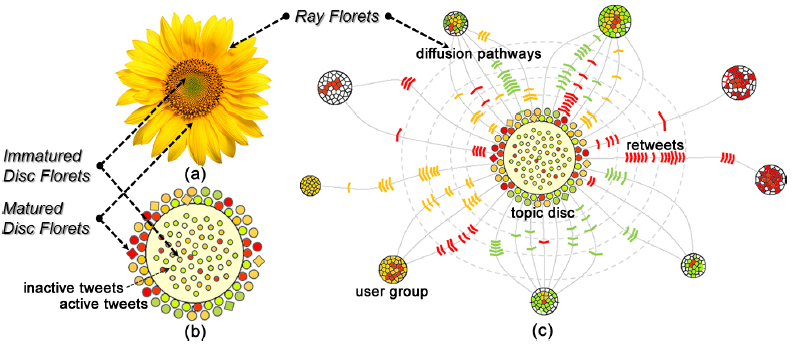 Ray Florets
diffusion pathways
(a)
Immatured
Disc Florets
Matured
Disc Florets
retweets
topic disc
inactive tweets
active tweets
user group
(b)
(c)